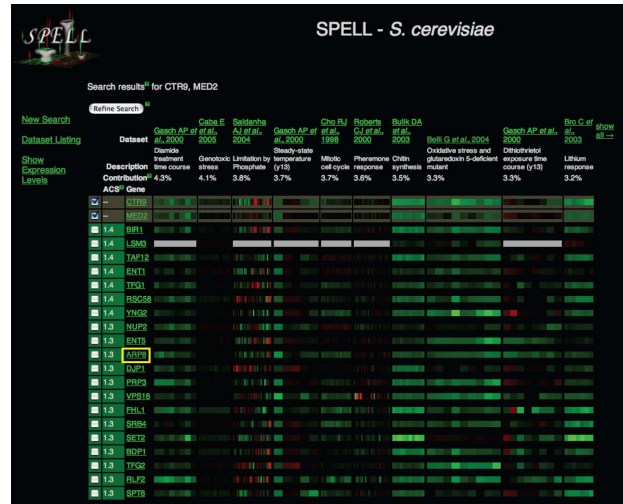 SPELL
SPELL - S. cerevisiae
Search results? for CTR9, MED2
Refine Search ?
New Search
Dataset Listing
Show Expression Levels
Dataset Gasch AP et al., 2000 Caba E et al., 2005 Saldanha AJ et al., 2004 Gasch AP et al., 2000 Cho RJ et al., 1998 Roberts CJ et al., 2000 Bulik DA et al., 2003 Belli G et al., 2004 Gasch AP et al., 2000 Bro C et al., 2003 show all →
Description Diamide treatment time course Genotoxic stress Limitation by Phosphate Steady-state temperature (y13) Mitotic cell cycle Pheromone response Chitin synthesis Oxidative stress and glutaredoxin 5-deficient mutant Dithiothreitol exposure time course (y13) Lithium response
Contribution? 4.3% 4.1% 3.8% 3.7% 3.7% 3.6% 3.5% 3.3% 3.3% 3.2%
ACS? Gene
-- CTR9
-- MED2
1.4 BIR1
1.4 LSM3
1.4 TAF12
1.4 ENT1
1.4 TFG1
1.4 RSC58
1.4 YNG2
1.3 NUP2
1.3 ENT5
1.3 ARP8
1.3 DJP1
1.3 PRP3
1.3 VPS16
1.3 FHL1
1.3 SRB4
1.3 SET2
1.3 BDP1
1.3 TFG2
1.3 RLF2
1.3 SPT6